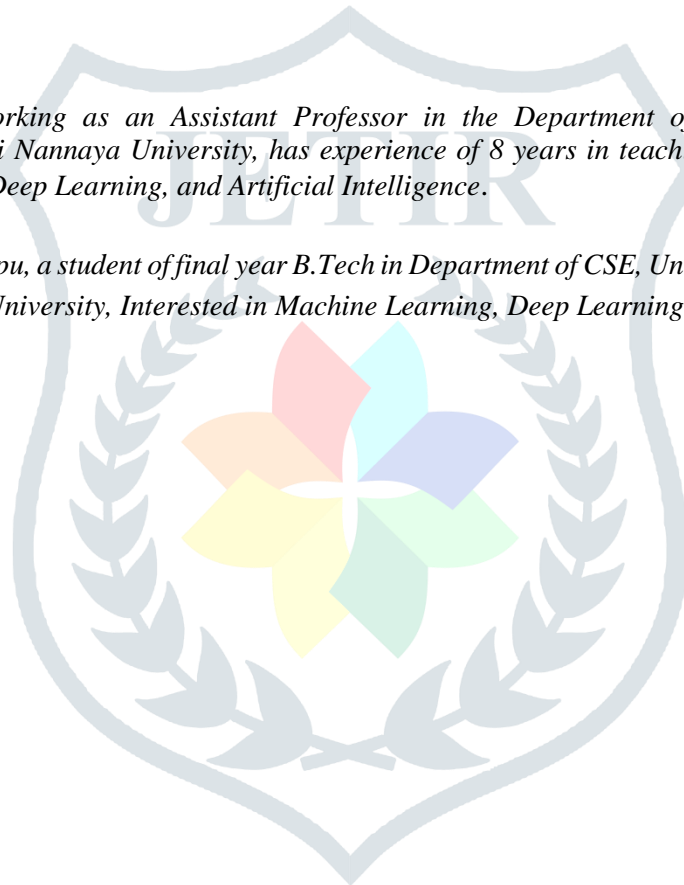 orking as an Assistant Professor in the Department of
i Nannaya University, has experience of 8 years in teach
Deep Learning, and Artificial Intelligence.
JETIR
pu, a student of final year B.Tech in Department of CSE, Un
University, Interested in Machine Learning, Deep Learning